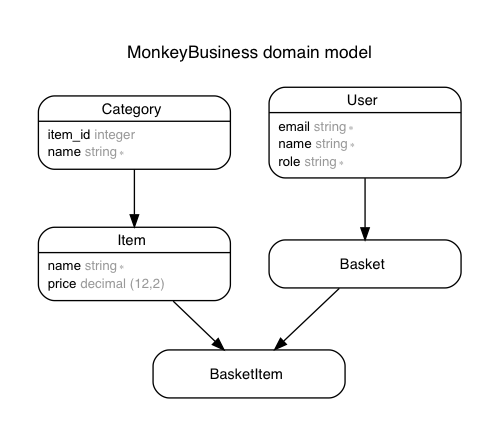 MonkeyBusiness domain model
Category
item_id integer
name string *
User
email string *
name string *
role string *
Item
name string *
price decimal (12,2)
Basket
BasketItem